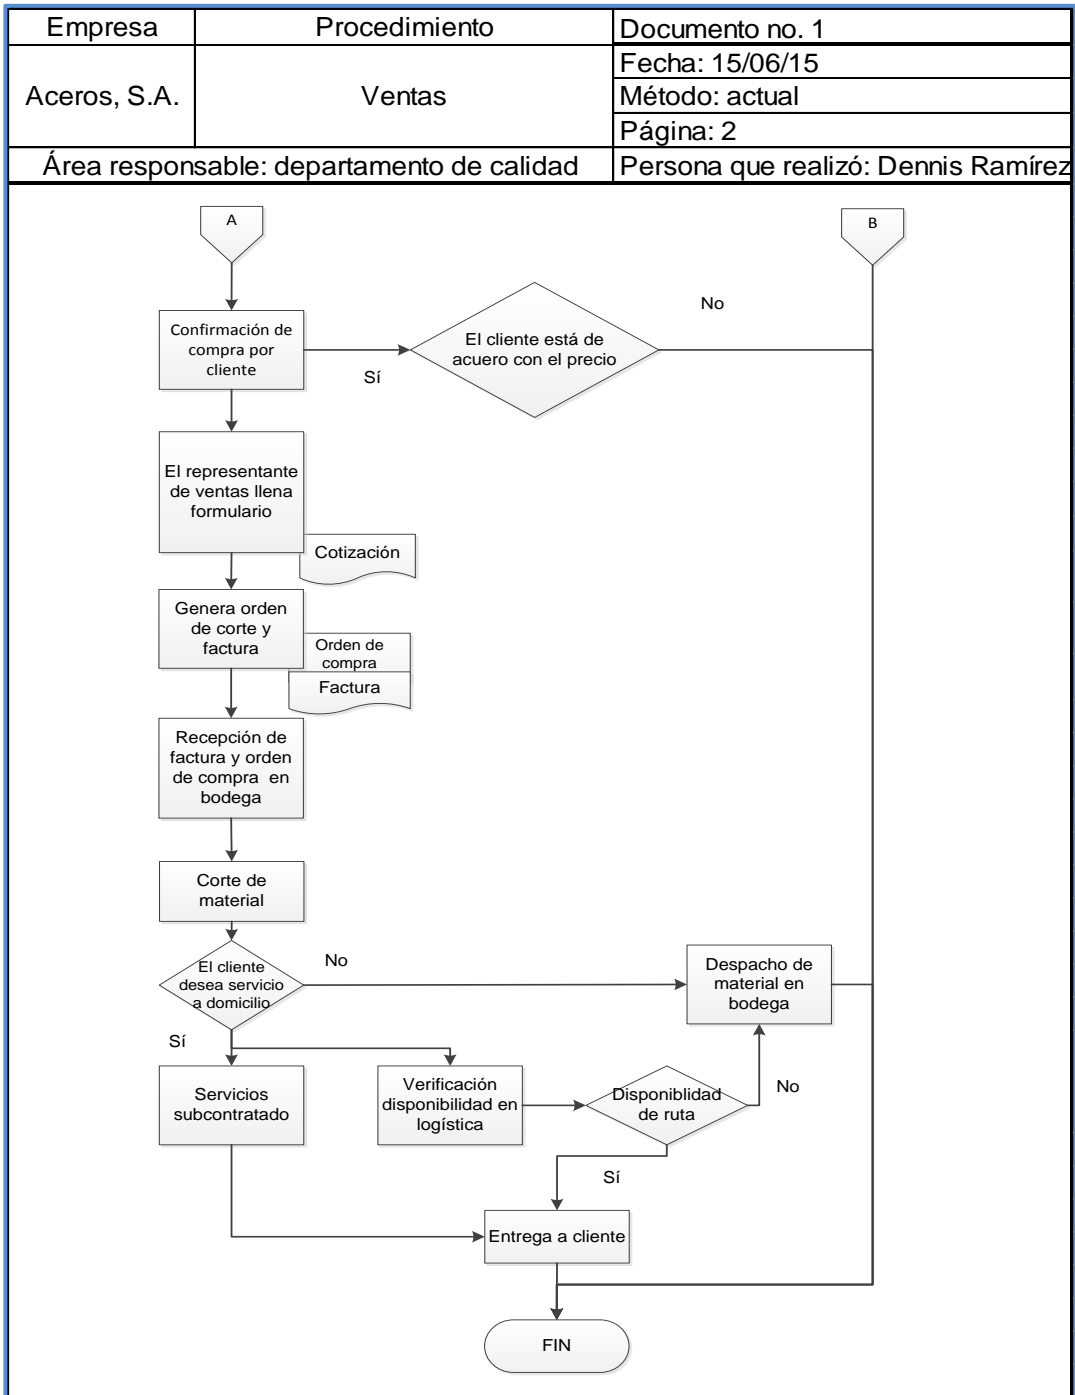 Empresa
Procedimiento
Documento no. 1
Aceros, S.A.
Ventas
Fecha: 15/06/15
Método: actual
Página: 2
Área responsable: departamento de calidad
Persona que realizó: Dennis Ramírez
A
B
Confirmación de
compra por
cliente
Sí
El cliente está de
acuero con el precio
No
El representante
de ventas llena
formulario
Cotización
Genera orden
de corte y
factura
Orden de
compra
Factura
Recepción de
factura y orden
de compra en
bodega
Corte de
material
El cliente
desea servicio
a domicilio
No
Despacho de
material en
bodega
Sí
Servicios
subcontratado
Verificación
disponibilidad en
logística
Disponiblidad
de ruta
No
Sí
Entrega a cliente
FIN